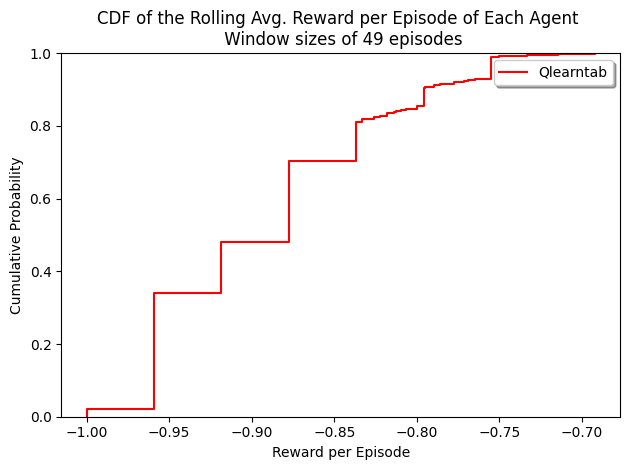 CDF of the Rolling Avg. Reward per Episode of Each Agent
Window sizes of 49 episodes
Qlearntab
Cumulative Probability
1.0
0.8
0.6
0.4
0.2
0.0
−1.00 −0.95 −0.90 −0.85 −0.80 −0.75 −0.70
Reward per Episode